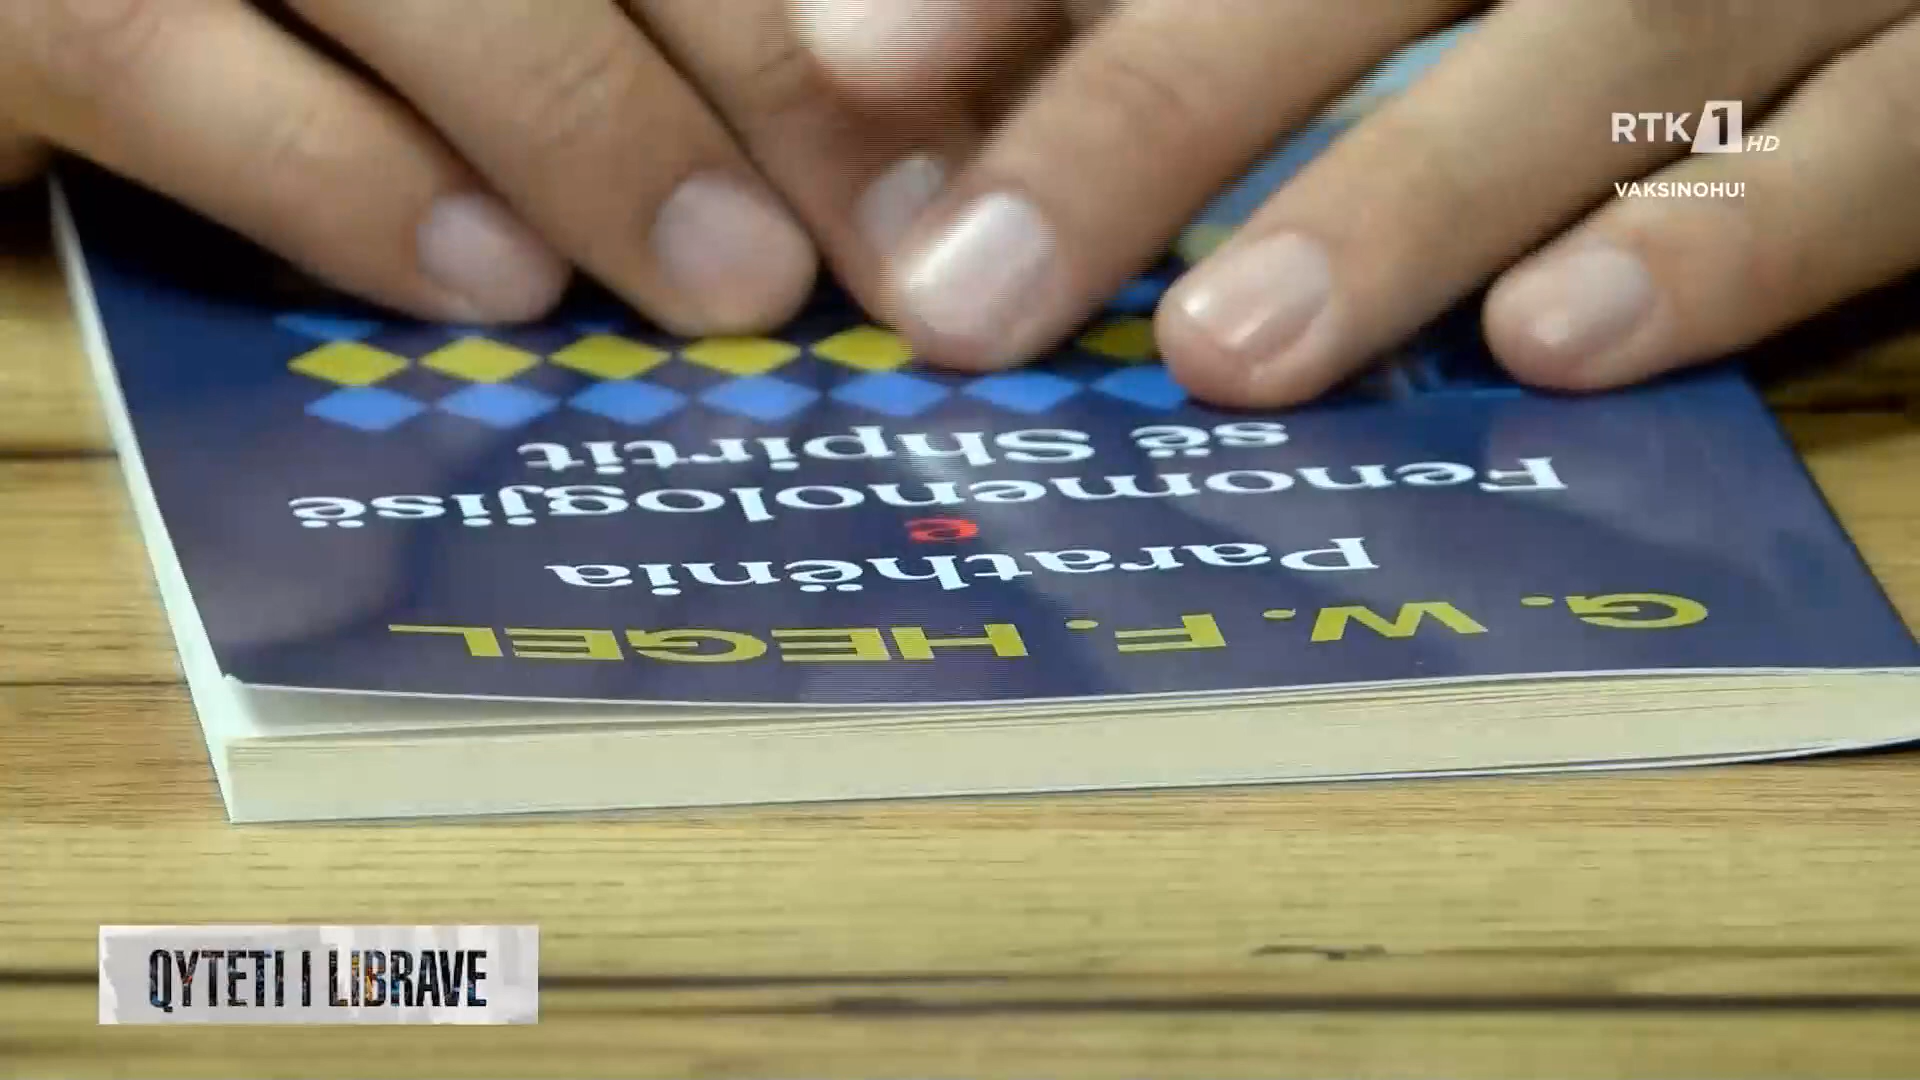 RTK 1 HD
VAKSINOHU!
G. W. F. HEGEL
Parathënia
e
Fenomenologjisë
së Shpirtit
QYTETI I LIBRAVE